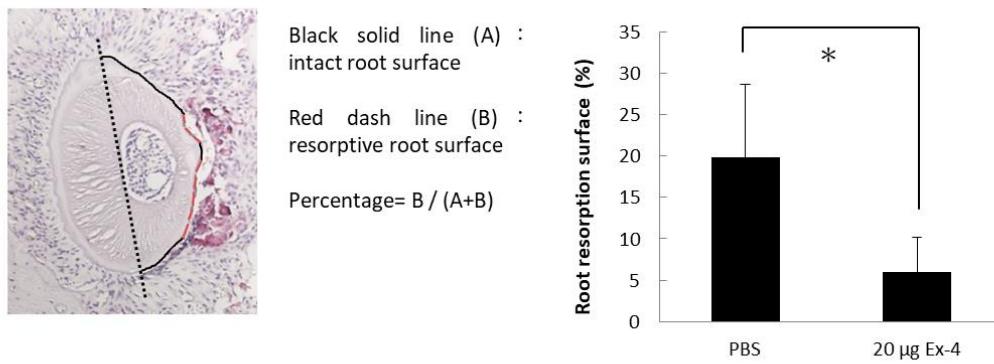 Black solid line (A) :
intact root surface
Red dash line (B) :
resorptive root surface
Percentage= B / (A+B)
Root resorption surface (%)
35
30
25
20
15
10
5
0
*
PBS
20 µg Ex-4